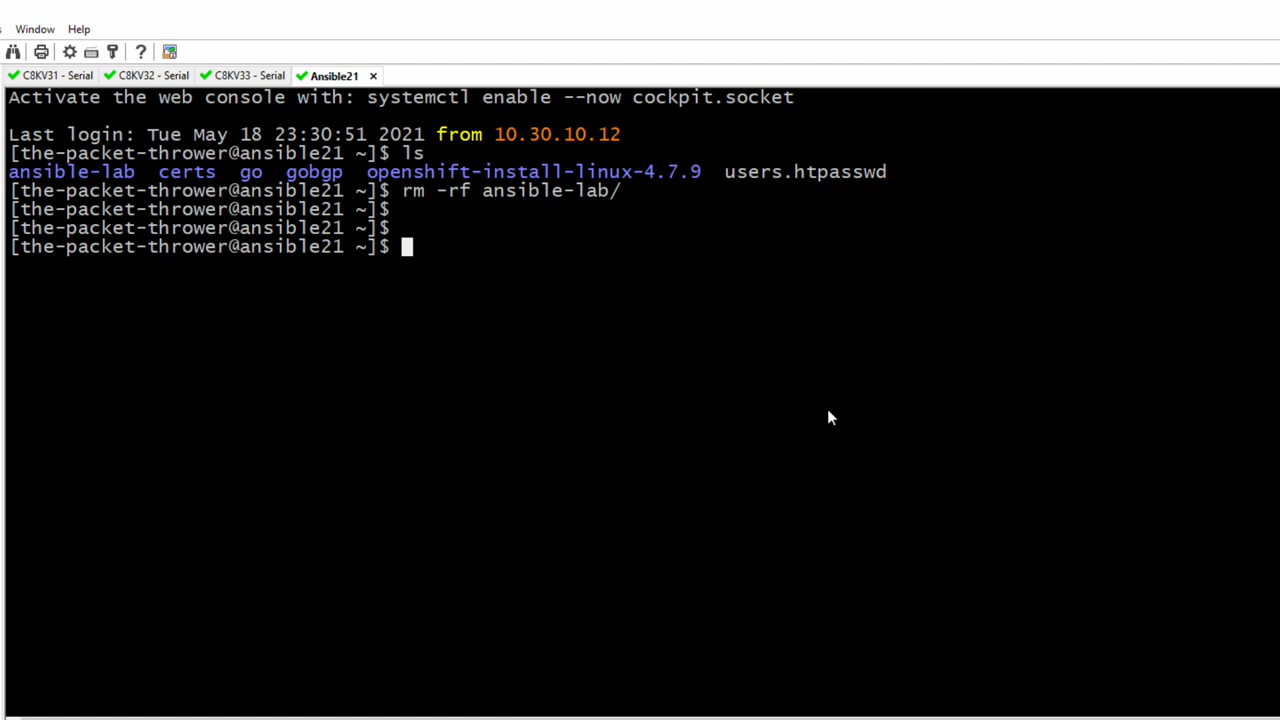 Window Help
?
C8KV31 - Serial C8KV32 - Serial C8KV33 - Serial Ansible21 ×
Activate the web console with: systemctl enable --now cockpit.socket
Last login: Tue May 18 23:30:51 2021 from 10.30.10.12
[the-packet-thrower@ansible21 ~]$ ls
ansible-lab certs go gobgp openshift-install-linux-4.7.9 users.htpasswd
[the-packet-thrower@ansible21 ~]$ rm -rf ansible-lab/
[the-packet-thrower@ansible21 ~]$
[the-packet-thrower@ansible21 ~]$
[the-packet-thrower@ansible21 ~]$